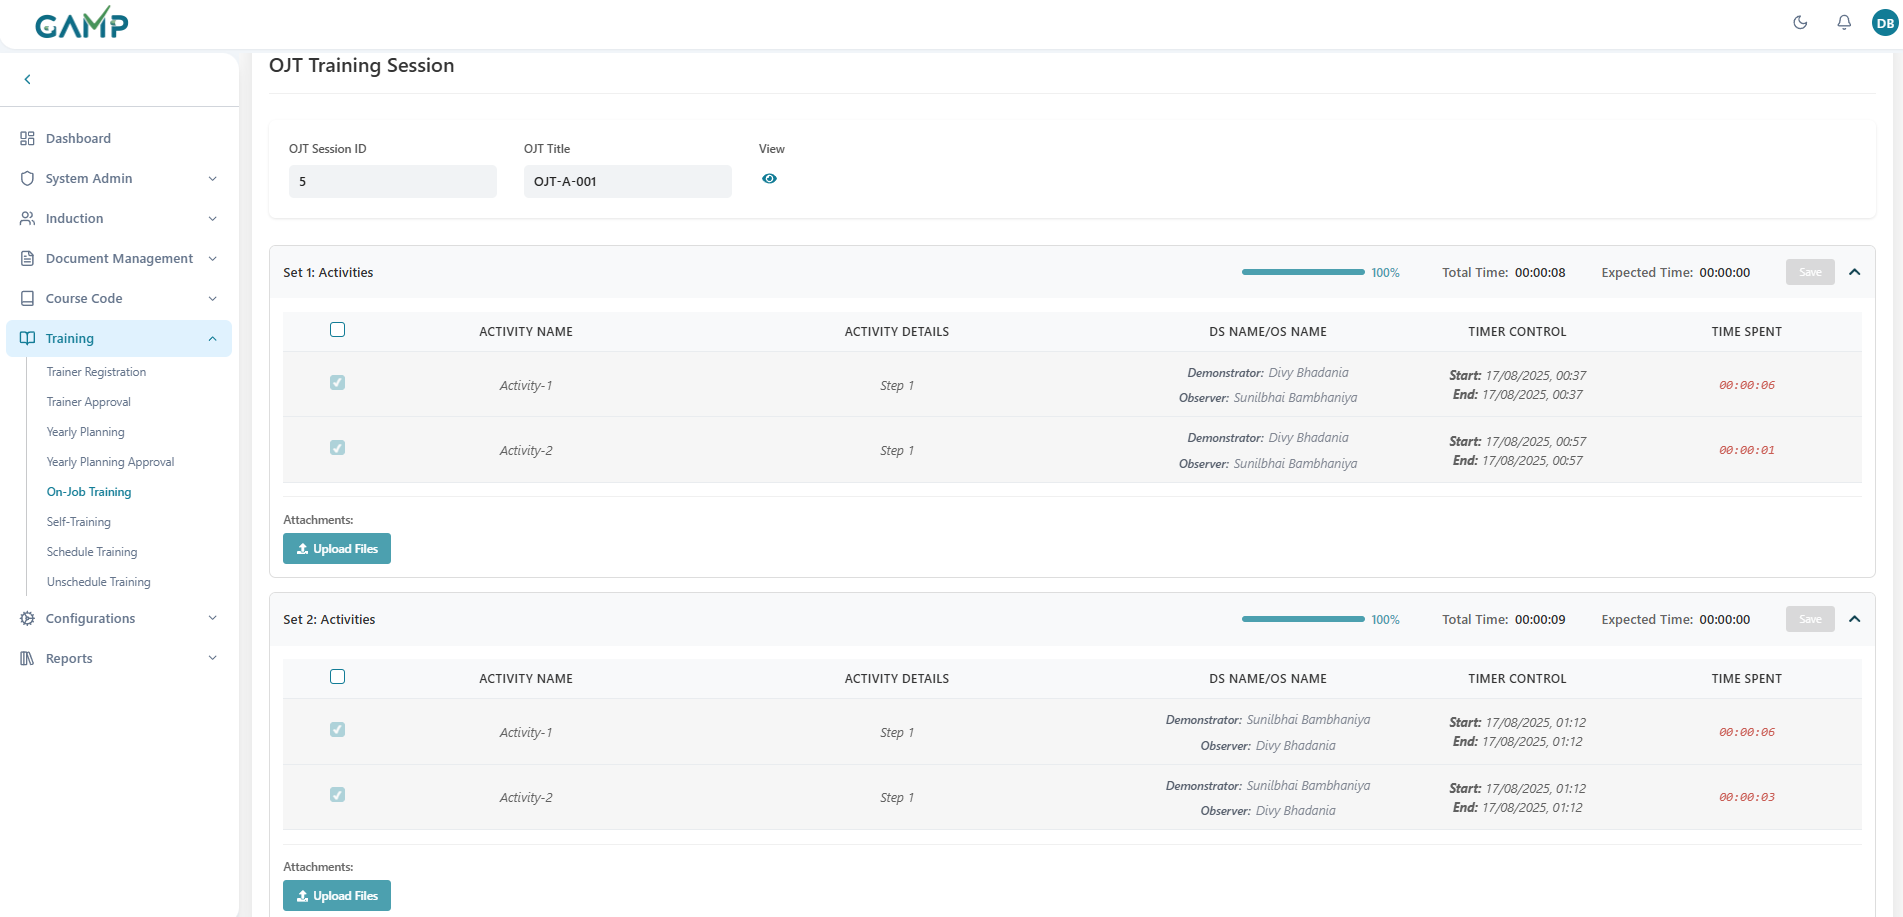 GAMP
DB
OJT Training Session
Dashboard
System Admin
Induction
Document Management
Course Code
Training
Trainer Registration
Trainer Approval
Yearly Planning
Yearly Planning Approval
On-Job Training
Self-Training
Schedule Training
Unschedule Training
Configurations
Reports
OJT Session ID OJT Title View
5 OJT-A-001
Set 1: Activities 100% Total Time: 00:00:08 Expected Time: 00:00:00 Save
ACTIVITY NAME ACTIVITY DETAILS DS NAME/OS NAME TIMER CONTROL TIME SPENT
Activity-1 Step 1 Demonstrator: Divy Bhadania Start: 17/08/2025, 00:37 00:00:06
Observer: Sunilbhai Bambhaniya End: 17/08/2025, 00:37
Activity-2 Step 1 Demonstrator: Divy Bhadania Start: 17/08/2025, 00:57 00:00:01
Observer: Sunilbhai Bambhaniya End: 17/08/2025, 00:57
Attachments:
Upload Files
Set 2: Activities 100% Total Time: 00:00:09 Expected Time: 00:00:00 Save
ACTIVITY NAME ACTIVITY DETAILS DS NAME/OS NAME TIMER CONTROL TIME SPENT
Activity-1 Step 1 Demonstrator: Sunilbhai Bambhaniya Start: 17/08/2025, 01:12 00:00:06
Observer: Divy Bhadania End: 17/08/2025, 01:12
Activity-2 Step 1 Demonstrator: Sunilbhai Bambhaniya Start: 17/08/2025, 01:12 00:00:03
Observer: Divy Bhadania End: 17/08/2025, 01:12
Attachments:
Upload Files